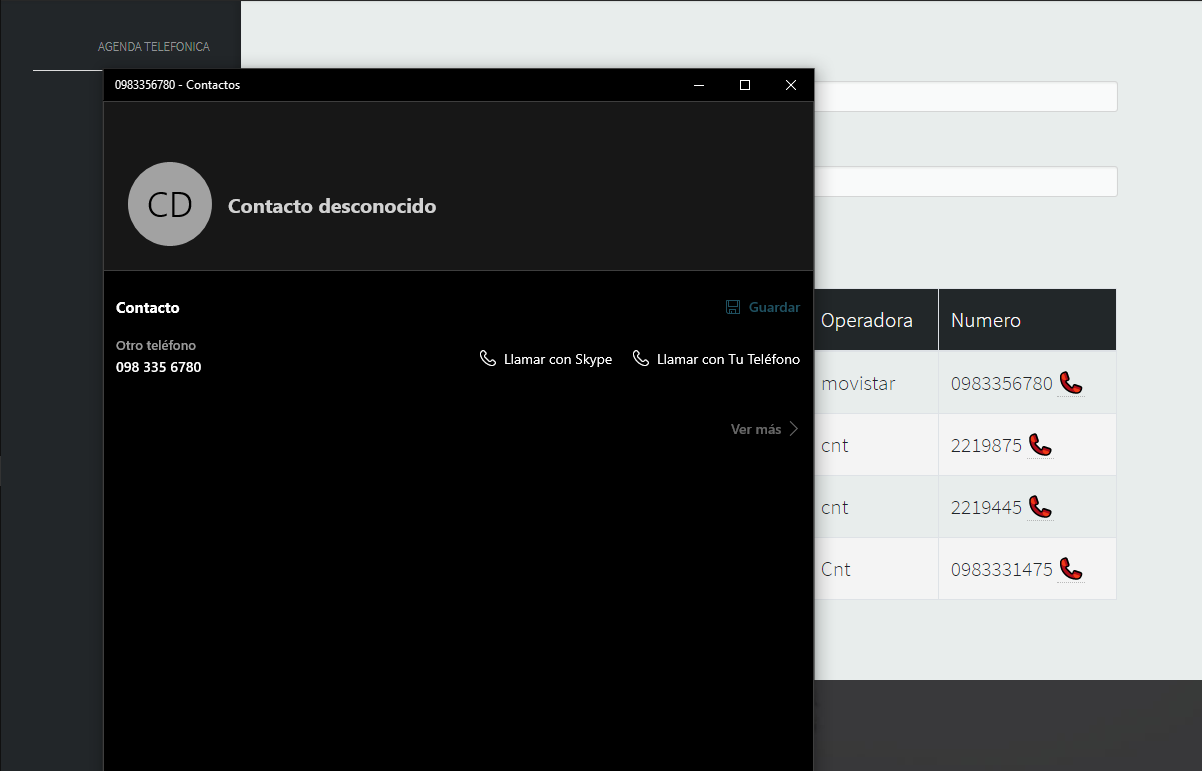 AGENDA TELEFONICA
0983356780 - Contactos
CD
Contacto desconocido
Contacto
Guardar
Otro teléfono
098 335 6780
Llamar con Skype
Llamar con Tu Teléfono
Ver más
Operadora Numero
movistar 0983356780
cnt 2219875
cnt 2219445
Cnt 0983331475